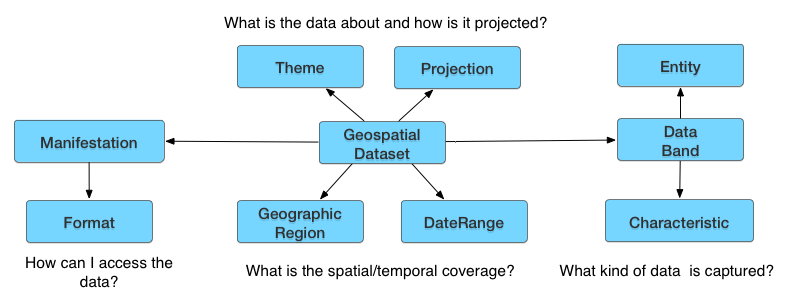 What is the data about and how is it projected?
Theme
Projection
Entity
Manifestation
Geospatial
Dataset
Data
Band
Format
Geographic
Region
DateRange
Characteristic
How can I access the
data?
What is the spatial/temporal coverage?
What kind of data  is captured?